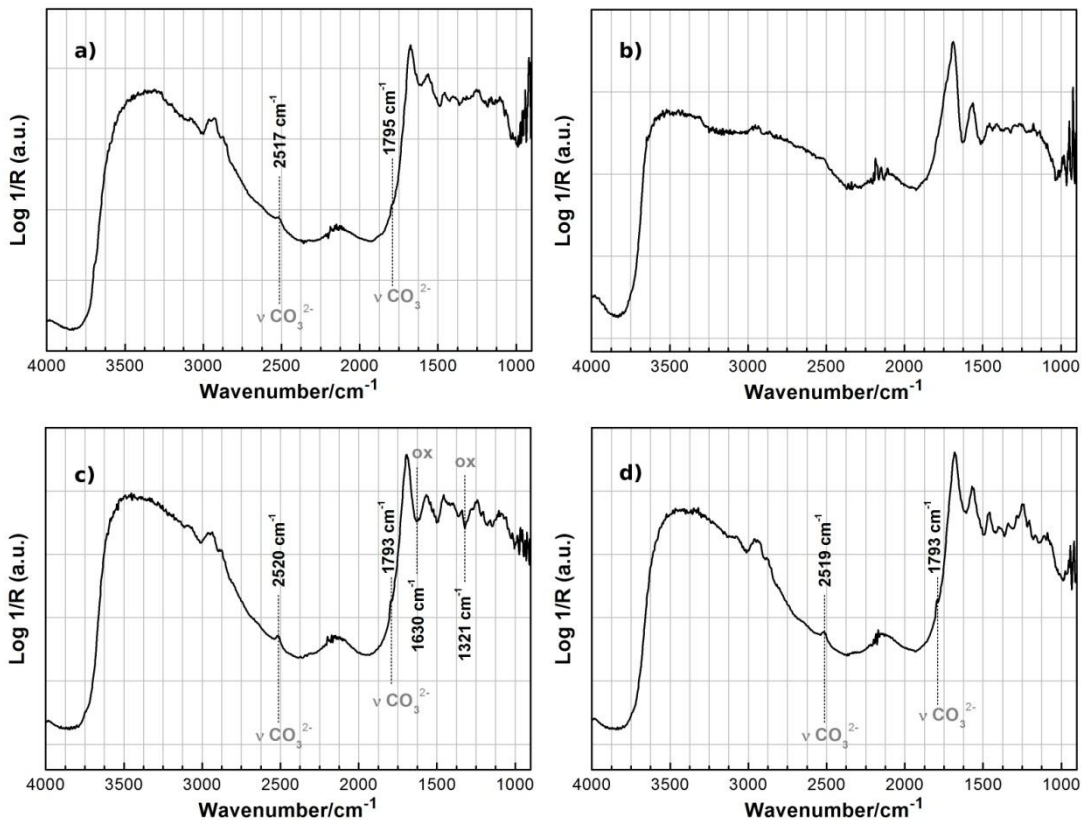 a)
Log 1/R (a.u.)
2517 cm⁻¹
1795 cm⁻¹
ν CO₃²⁻
ν CO₃²⁻
4000 3500 3000 2500 2000 1500 1000
Wavenumber/cm⁻¹
b)
Log 1/R (a.u.)
4000 3500 3000 2500 2000 1500 1000
Wavenumber/cm⁻¹
c)
Log 1/R (a.u.)
ox
ox
2520 cm⁻¹
1793 cm⁻¹
1630 cm⁻¹
1321 cm⁻¹
ν CO₃²⁻
ν CO₃²⁻
4000 3500 3000 2500 2000 1500 1000
Wavenumber/cm⁻¹
d)
Log 1/R (a.u.)
2519 cm⁻¹
1793 cm⁻¹
ν CO₃²⁻
ν CO₃²⁻
4000 3500 3000 2500 2000 1500 1000
Wavenumber/cm⁻¹